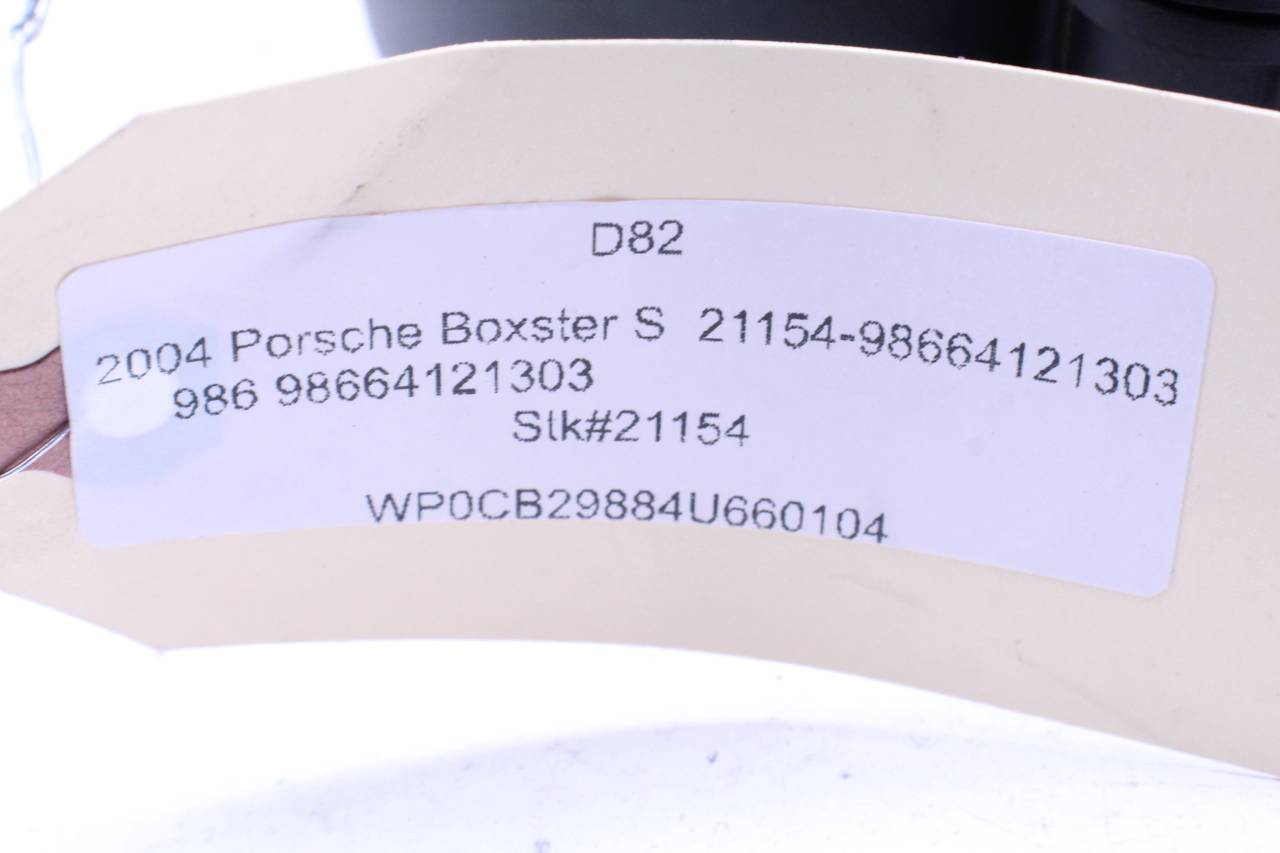 D82
2004 Porsche Boxster S 21154-98664121303
986 98664121303
Stk#21154
WP0CB29884U660104